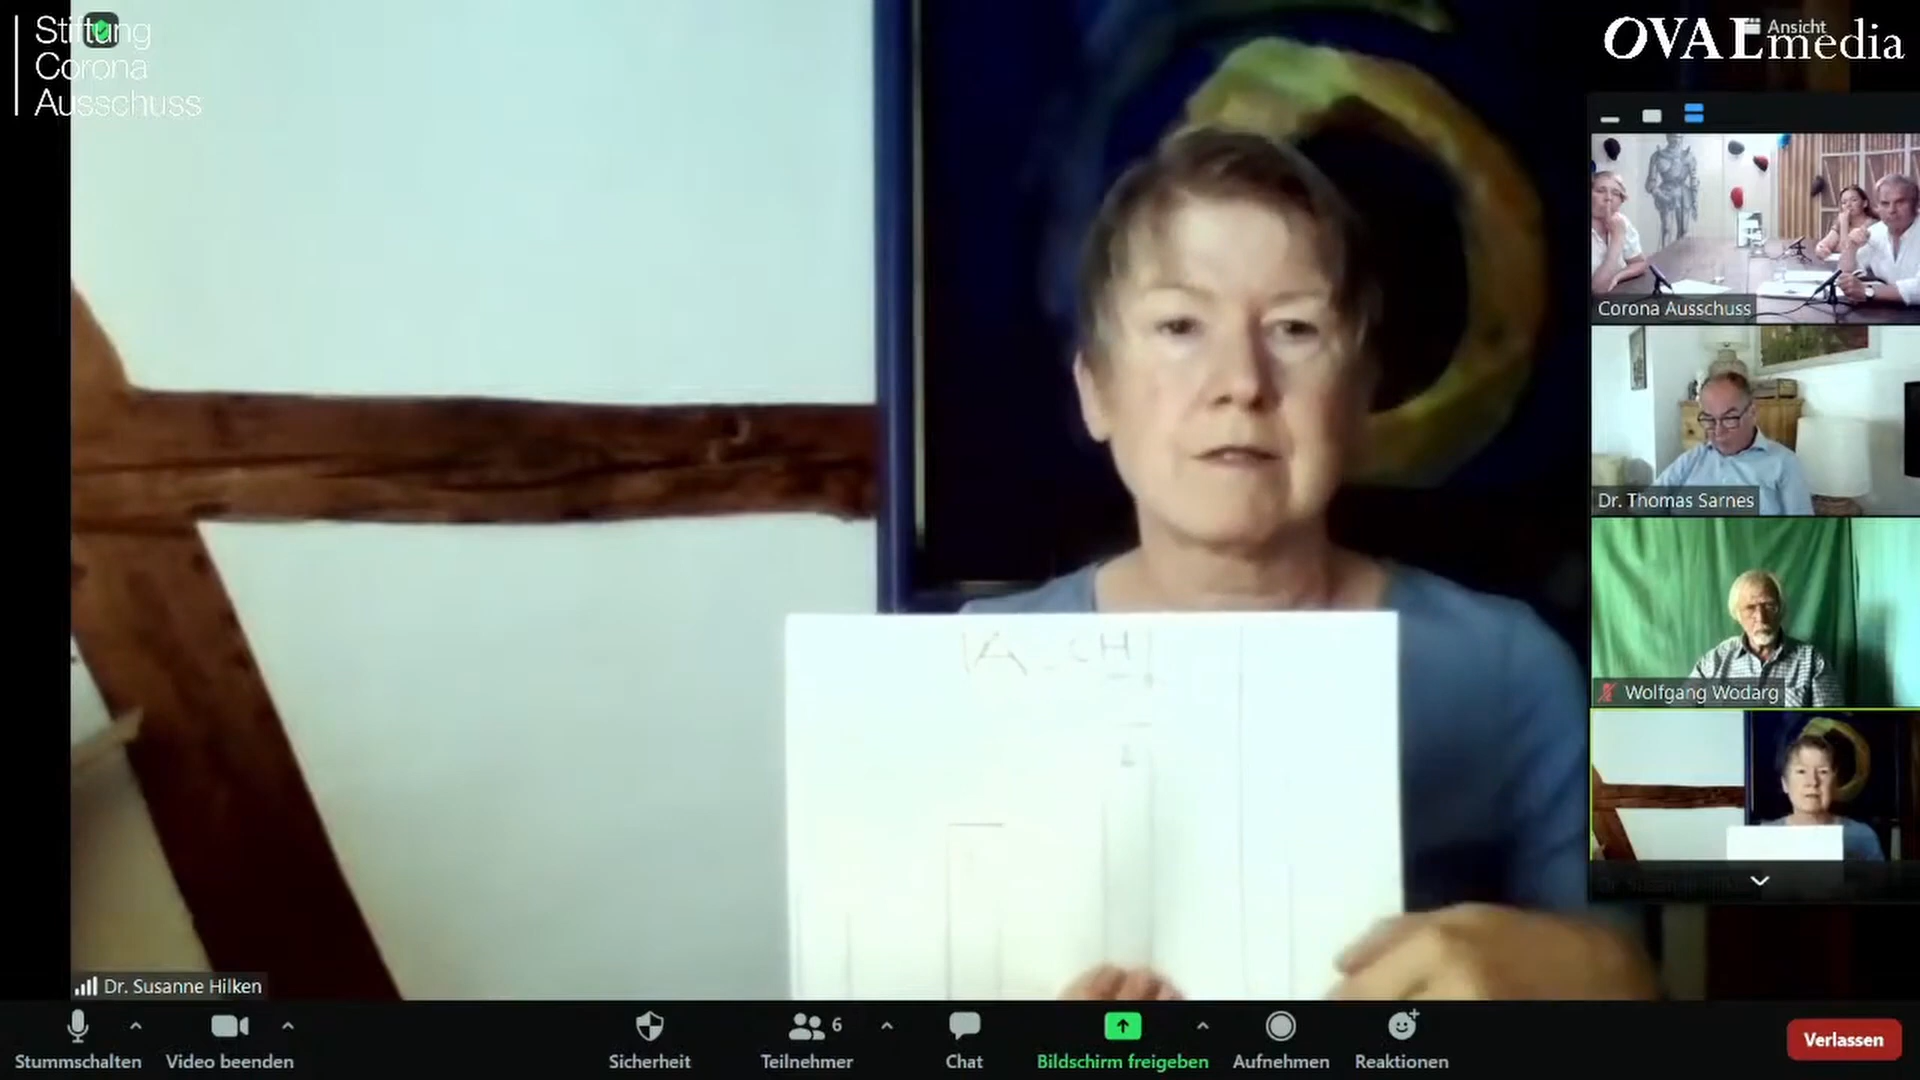 Stiftung
Corona
Ausschuss
OVALmedia
Ansicht
Corona Ausschuss
Dr. Thomas Sarnes
Wolfgang Wodarg
Dr. Susanne Hilken
Stummschalten
Video beenden
Sicherheit
6
Teilnehmer
Chat
Bildschirm freigeben
Aufnehmen
Reaktionen
Verlassen